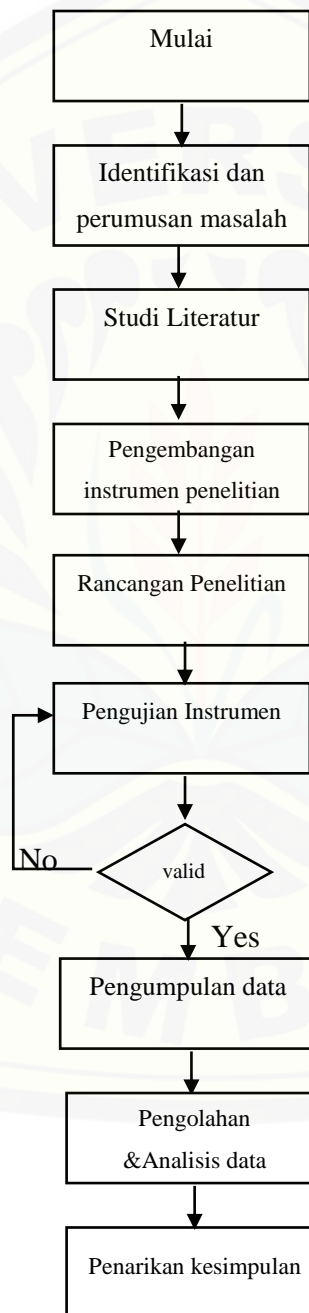 Mulai
Identifikasi dan
perumusan masalah
Studi Literatur
Pengembangan
instrumen penelitian
Rancangan Penelitian
Pengujian Instrumen
valid
No
Yes
Pengumpulan data
Pengolahan
&Analisis data
Penarikan kesimpulan